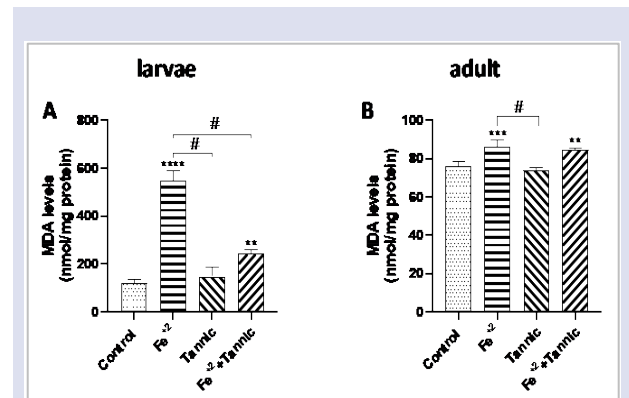 larvae
adult
A
B
MDA levels
(nmol/mg protein)
800
600
400
200
0
#
#
****
**
Control
Fe+2
Tannic
Fe+2+Tannic
MDA levels
(nmol/mg protein)
100
80
60
40
20
0
#
***
**
Control
Fe+2
Tannic
Fe+2+Tannic